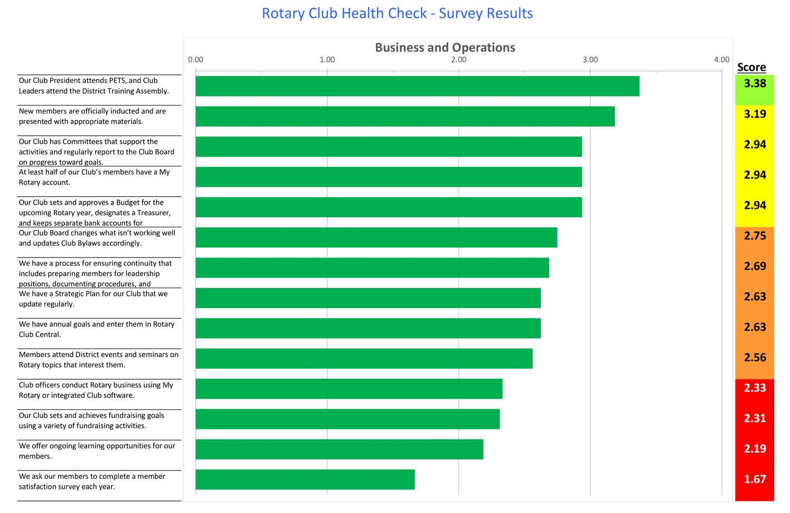 Rotary Club Health Check - Survey Results
Business and Operations
0.00 1.00 2.00 3.00 4.00
Score
Our Club President attends PETS, and Club
Leaders attend the District Training Assembly.
3.38
New members are officially inducted and are
presented with appropriate materials.
3.19
Our Club has Committees that support the
activities and regularly report to the Club Board
on progress toward goals.
2.94
At least half of our Club's members have a My
Rotary account.
2.94
Our Club sets and approves a Budget for the
upcoming Rotary year, designates a Treasurer,
and keeps separate bank accounts for
2.94
Our Club Board changes what isn't working well
and updates Club Bylaws accordingly.
2.75
We have a process for ensuring continuity that
includes preparing members for leadership
positions, documenting procedures, and
2.69
We have a Strategic Plan for our Club that we
update regularly.
2.63
We have annual goals and enter them in Rotary
Club Central.
2.63
Members attend District events and seminars on
Rotary topics that interest them.
2.56
Club officers conduct Rotary business using My
Rotary or integrated Club software.
2.33
Our Club sets and achieves fundraising goals
using a variety of fundraising activities.
2.31
We offer ongoing learning opportunities for our
members.
2.19
We ask our members to complete a member
satisfaction survey each year.
1.67